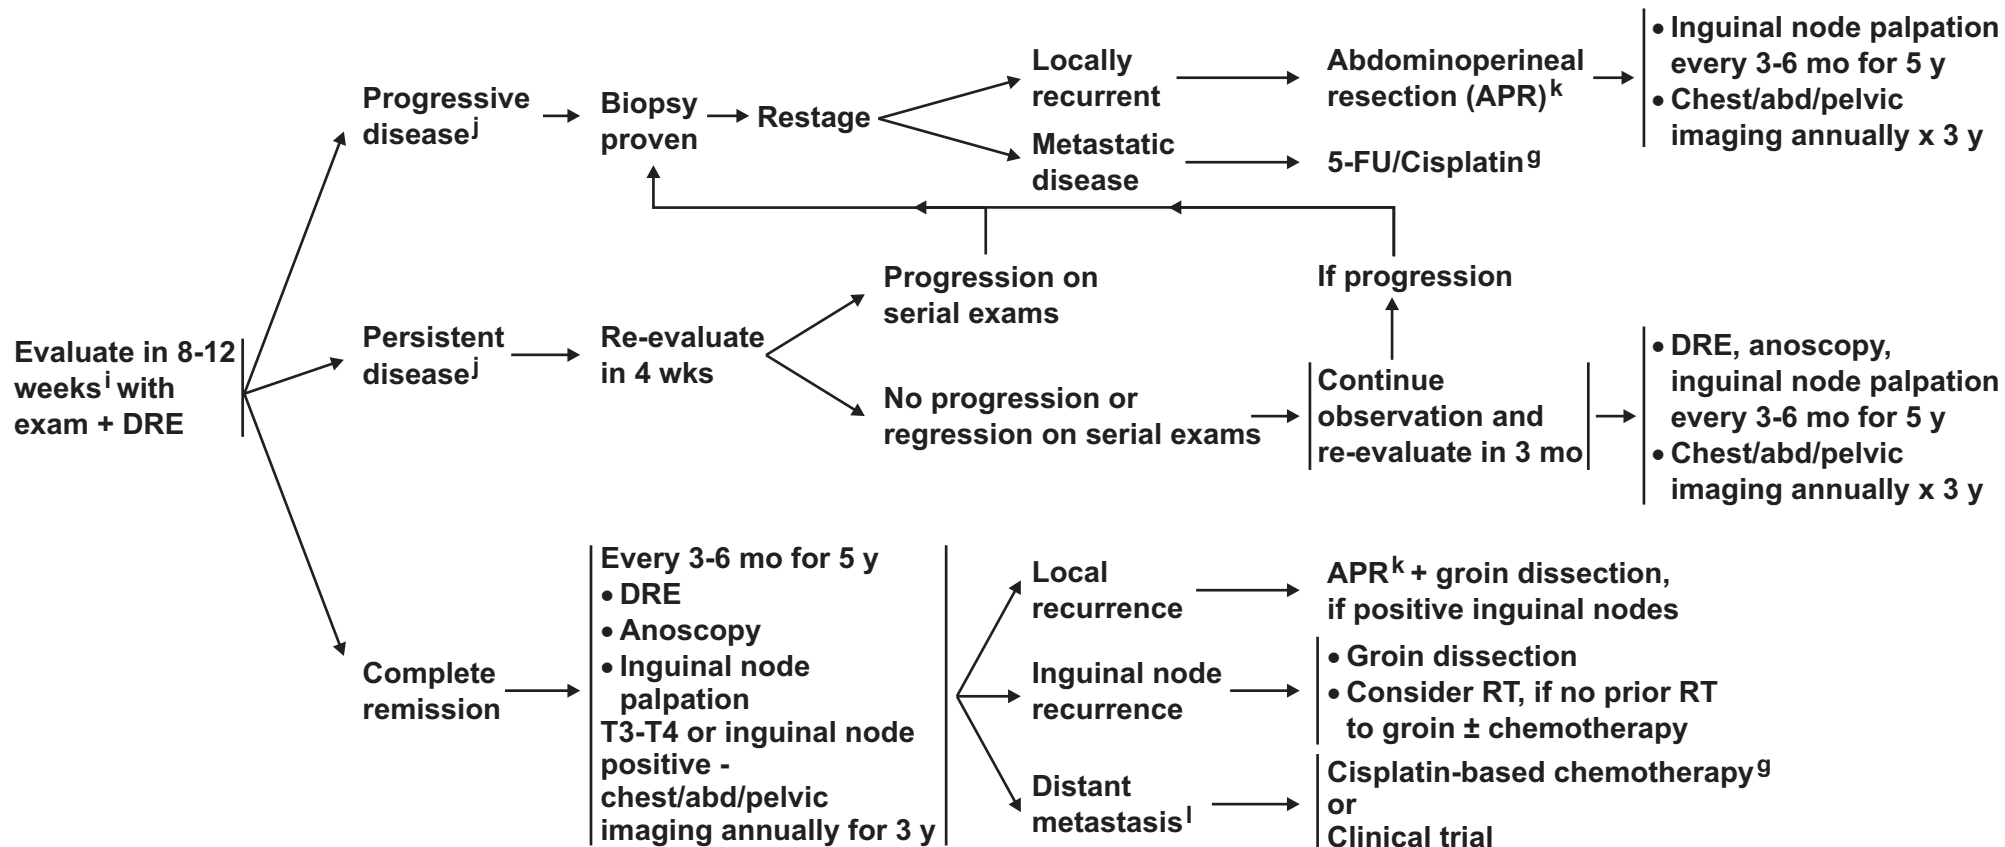 Evaluate in 8-12
weeksⁱ with
exam + DRE
Progressive
diseaseʲ
Biopsy
proven
Restage
Locally
recurrent
Abdominoperineal
resection (APR)ᵏ
• Inguinal node palpation
every 3-6 mo for 5 y
• Chest/abd/pelvic
imaging annually x 3 y
Metastatic
disease
5-FU/Cisplatinᵍ
Persistent
diseaseʲ
Re-evaluate
in 4 wks
Progression on
serial exams
If progression
No progression or
regression on serial exams
Continue
observation and
re-evaluate in 3 mo
• DRE, anoscopy,
inguinal node palpation
every 3-6 mo for 5 y
• Chest/abd/pelvic
imaging annually x 3 y
Complete
remission
Every 3-6 mo for 5 y
• DRE
• Anoscopy
• Inguinal node
palpation
T3-T4 or inguinal node
positive -
chest/abd/pelvic
imaging annually for 3 y
Local
recurrence
APRᵏ + groin dissection,
if positive inguinal nodes
Inguinal node
recurrence
• Groin dissection
• Consider RT, if no prior RT
to groin ± chemotherapy
Distant
metastasisˡ
Cisplatin-based chemotherapyᵍ
or
Clinical trial